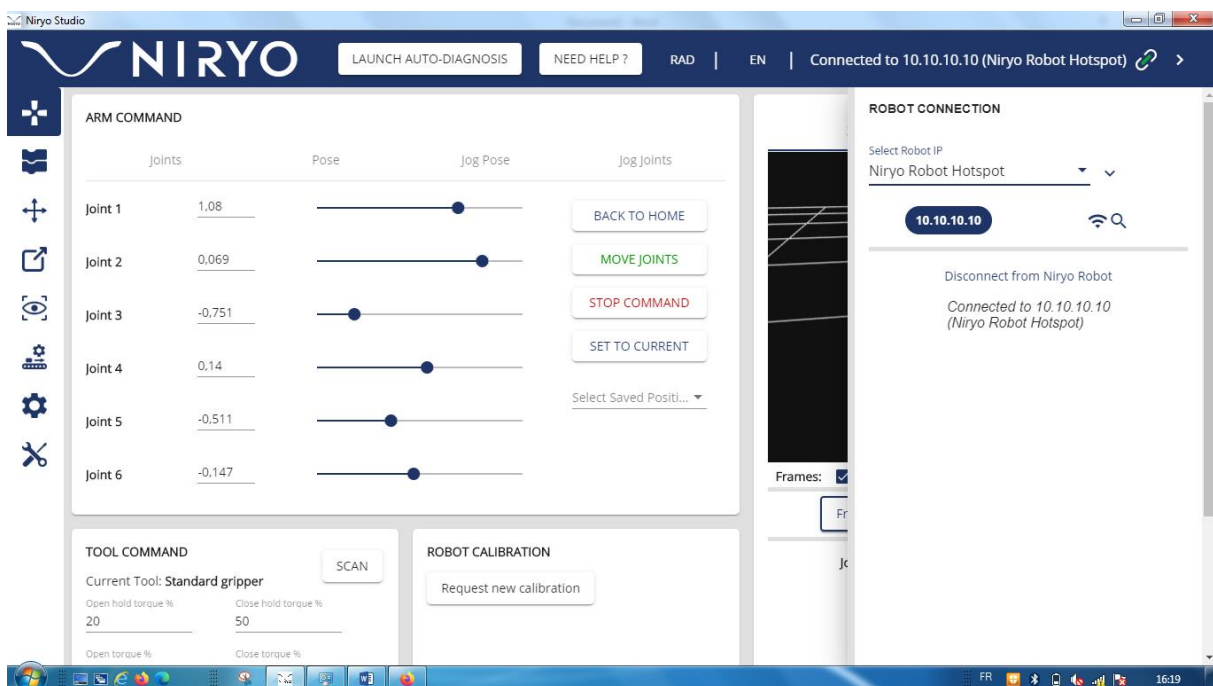 Niryo Studio
NIRYO
LAUNCH AUTO-DIAGNOSIS
NEED HELP ?
RAD | EN | Connected to 10.10.10.10 (Niryo Robot Hotspot)
ARM COMMAND
Joints Pose Jog Pose Jog Joints
Joint 1 1,08
Joint 2 0,069
Joint 3 -0,751
Joint 4 0,14
Joint 5 -0,511
Joint 6 -0,147
BACK TO HOME
MOVE JOINTS
STOP COMMAND
SET TO CURRENT
Select Saved Positi...
TOOL COMMAND
SCAN
Current Tool: Standard gripper
Open hold torque % Close hold torque %
20 50
Open torque % Close torque %
ROBOT CALIBRATION
Request new calibration
Frames:
Fr
ROBOT CONNECTION
Select Robot IP
Niryo Robot Hotspot
10.10.10.10
Disconnect from Niryo Robot
Connected to 10.10.10.10
(Niryo Robot Hotspot)
FR 16:19